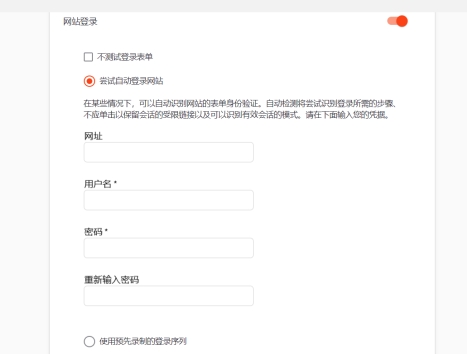 网站登录
不测试登录表单
尝试自动登录网站
在某些情况下，可以自动识别网站的表单身份验证。自动检测将尝试识别登录所需的步骤、
不应单击以保留会话的受限链接以及可以识别有效会话的模式。请在下面输入您的凭据。
网址
用户名 *
密码 *
重新输入密码
使用预先录制的登录序列